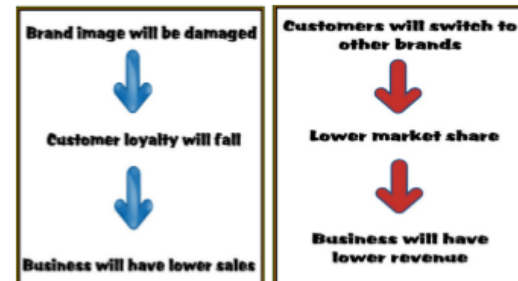 Brand image will be damaged
Customer loyalty will fall
Business will have lower sales
Customers will switch to
other brands
Lower market share
Business will have
lower revenue